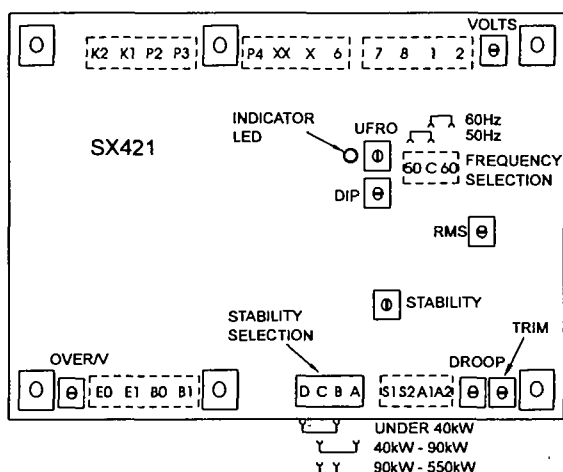 VOLTS
K2 K1 P2 P3
P4 XX X 6
7 8 1 2
INDICATOR
LED
UFRO
60Hz
50Hz
SX421
50 C 60
FREQUENCY
SELECTION
DIP
RMS
STABILITY
STABILITY
SELECTION
TRIM
OVER/V
DROOP
E0 E1 B0 B1
D C B A
S1 S2 A1 A2
UNDER 40kW
40kW - 90kW
90kW - 550kW